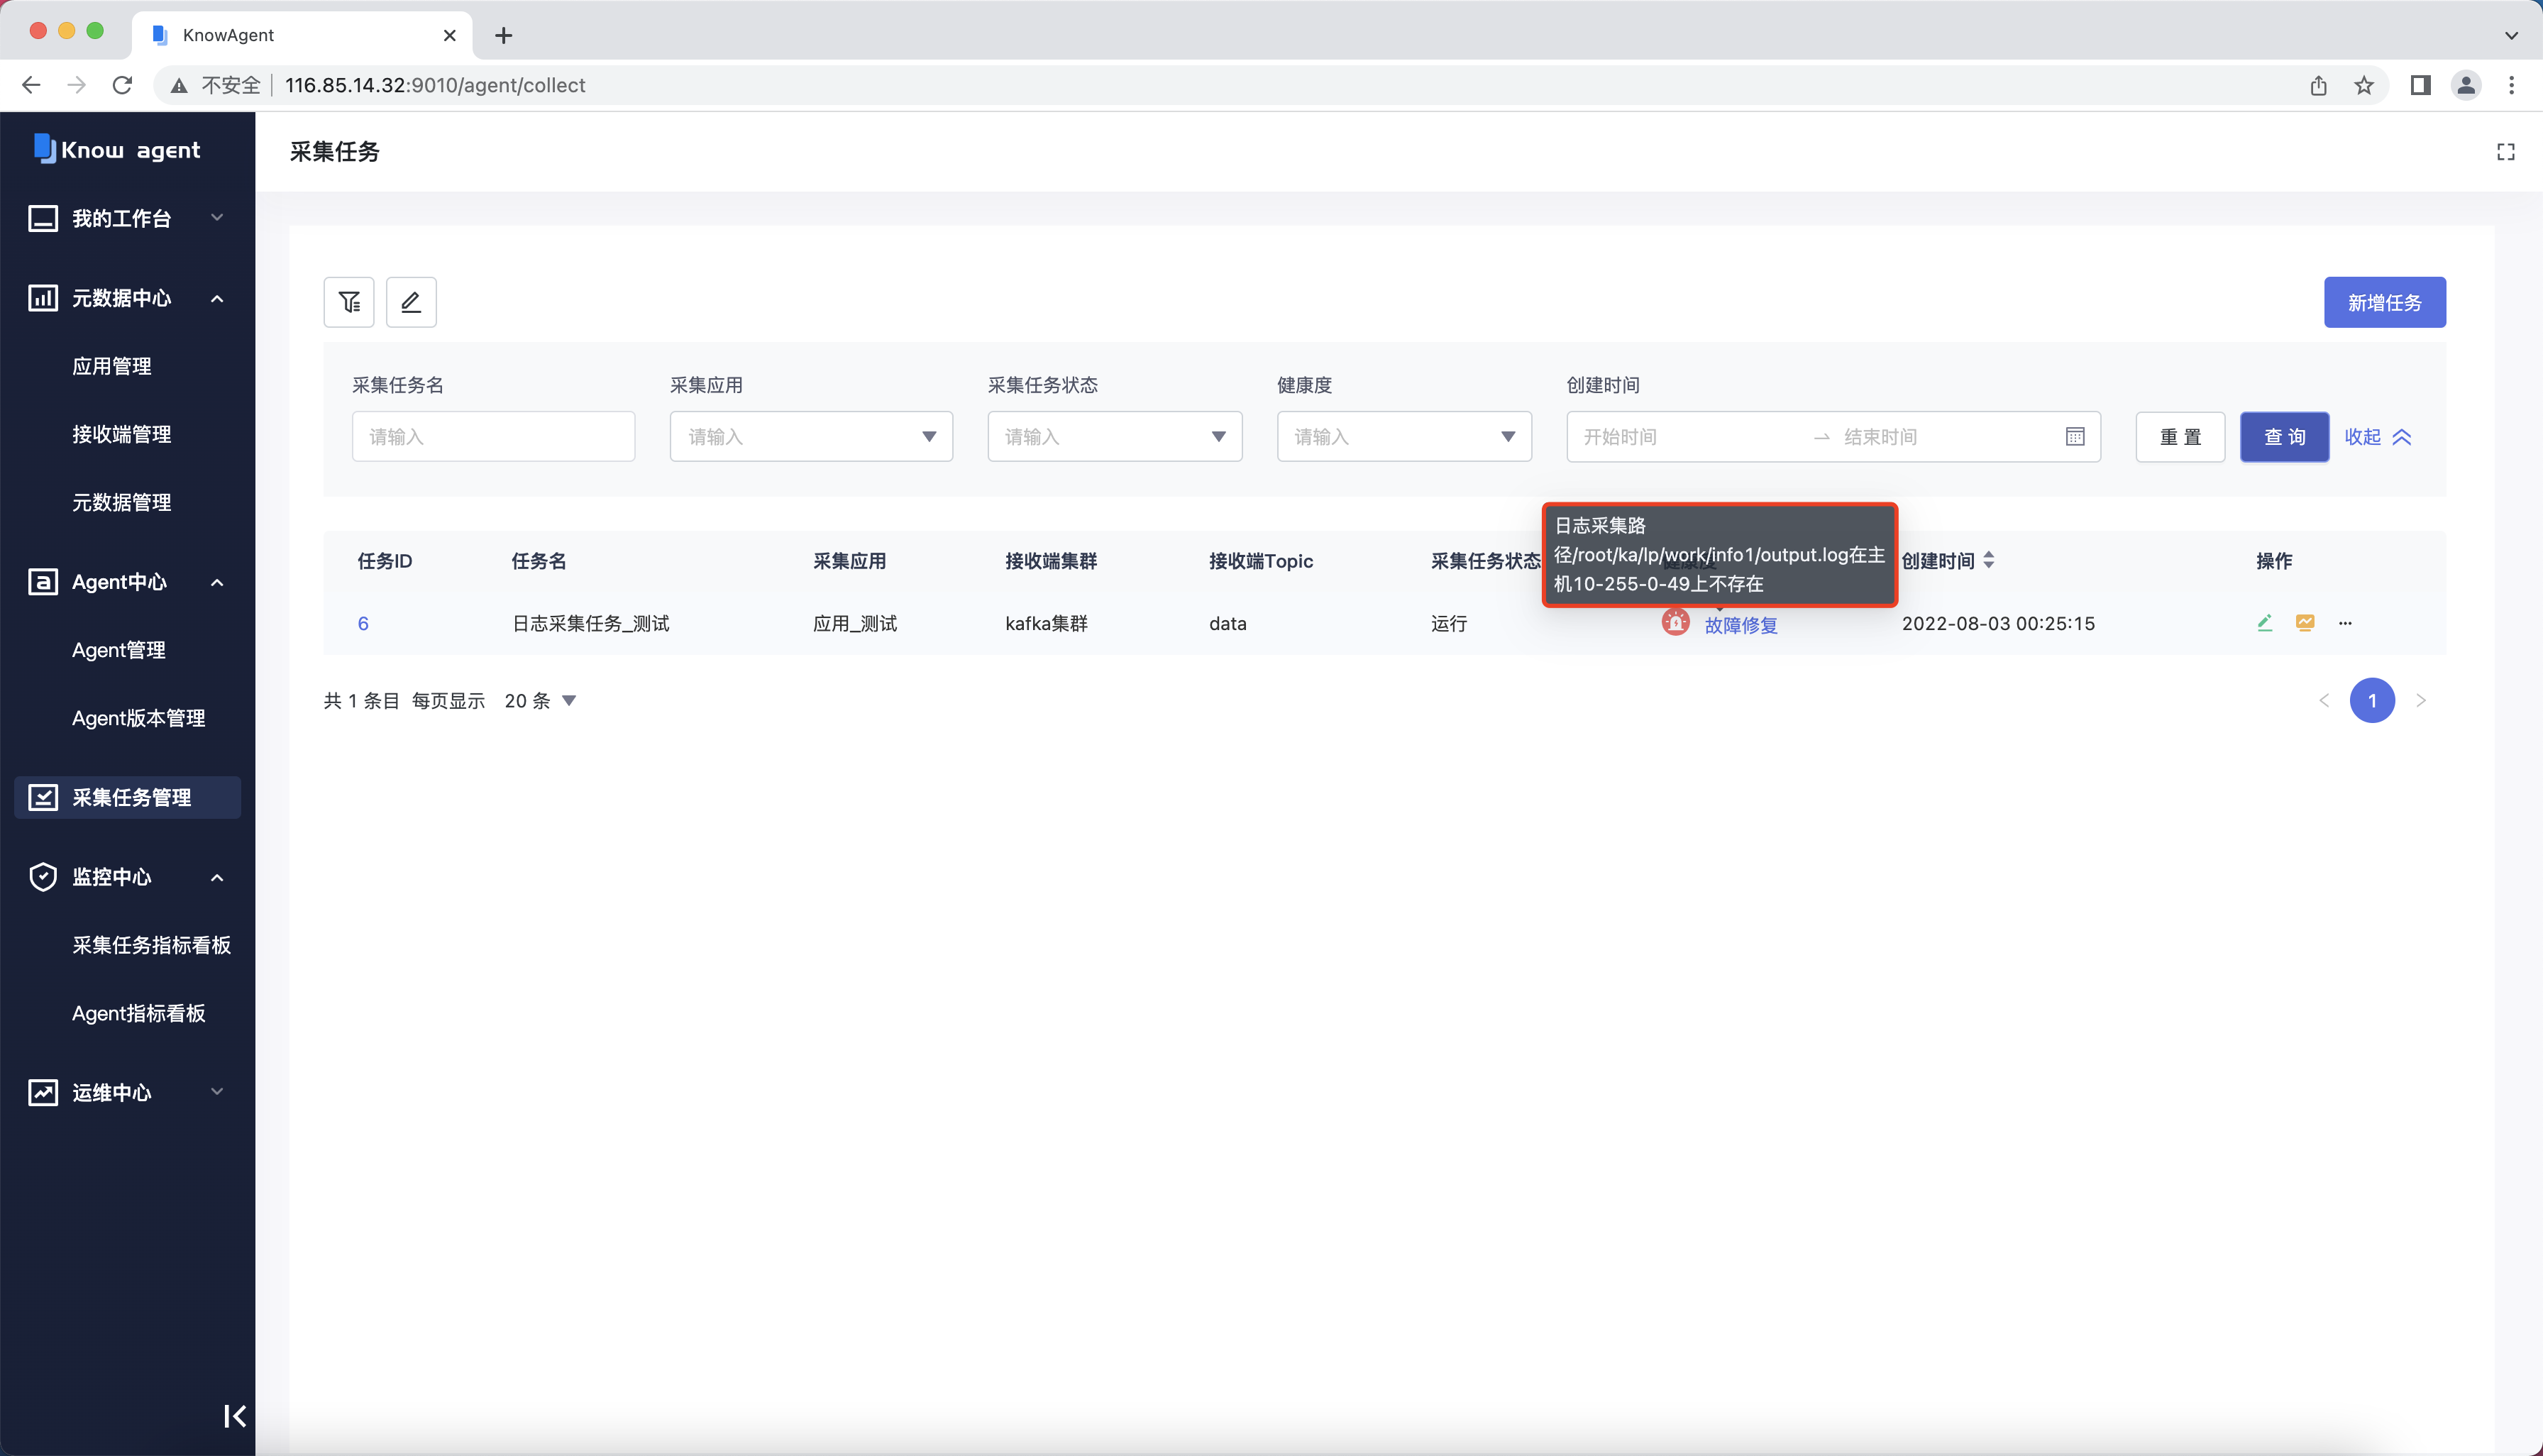 KnowAgent
不安全 116.85.14.32:9010/agent/collect
Know agent
我的工作台
元数据中心
应用管理
接收端管理
元数据管理
Agent中心
Agent管理
Agent版本管理
采集任务管理
监控中心
采集任务指标看板
Agent指标看板
运维中心
采集任务
新增任务
采集任务名 采集应用 采集任务状态 健康度 创建时间
请输入 请输入 请输入 请输入 开始时间 结束时间 重 置 查 询 收起
日志采集路
径/root/ka/lp/work/info1/output.log在主
机10-255-0-49上不存在
任务ID 任务名 采集应用 接收端集群 接收端Topic 采集任务状态 健康度 创建时间 操作
6 日志采集任务_测试 应用_测试 kafka集群 data 运行 故障修复 2022-08-03 00:25:15
共 1 条目 每页显示 20 条
1